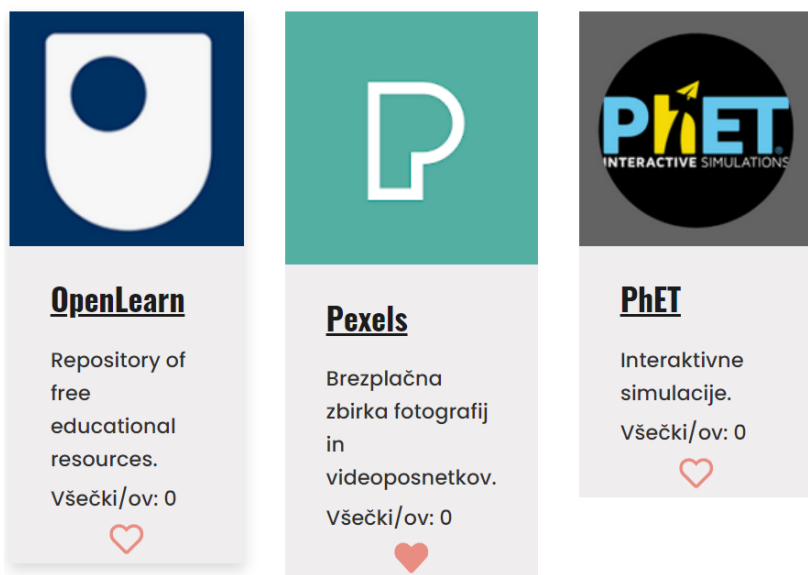 OpenLearn
Repository of
free
educational
resources.
Všečki/ov: 0
Pexels
Brezplačna
zbirka fotografij
in
videoposnetkov.
Všečki/ov: 0
PhET®
INTERACTIVE SIMULATIONS
PhET
Interaktivne
simulacije.
Všečki/ov: 0